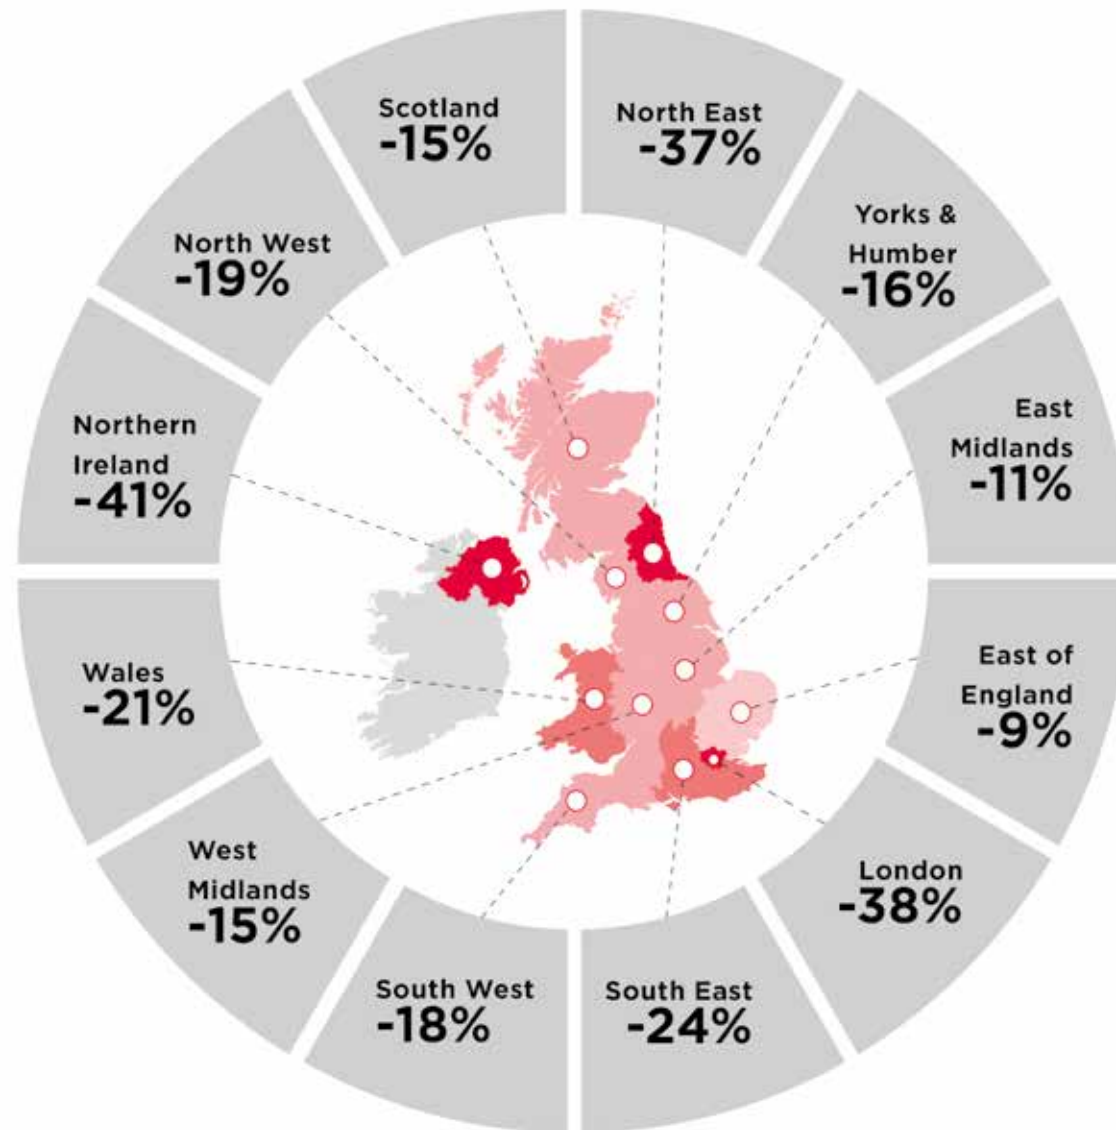 Scotland
-15%
North East
-37%
Yorks &
Humber
-16%
East
Midlands
-11%
East of
England
-9%
London
-38%
South East
-24%
South West
-18%
West
Midlands
-15%
Wales
-21%
Northern
Ireland
-41%
North West
-19%